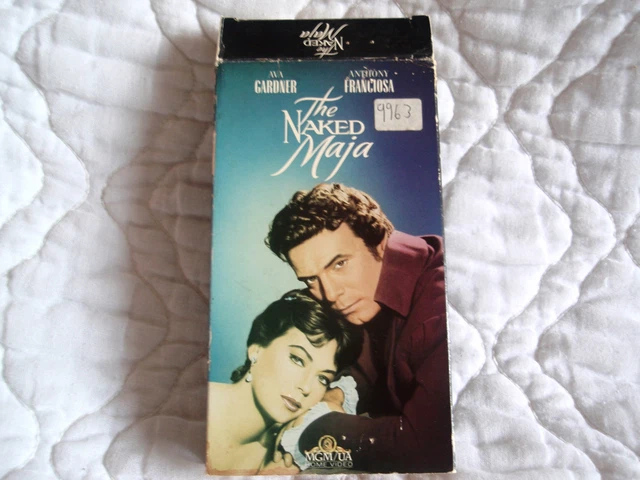 The
NAKED
Maja
AVA
GARDNER
ANTHONY
FRANCIOSA
The
NAKED
Maja
9963
MGM/UA
HOME VIDEO